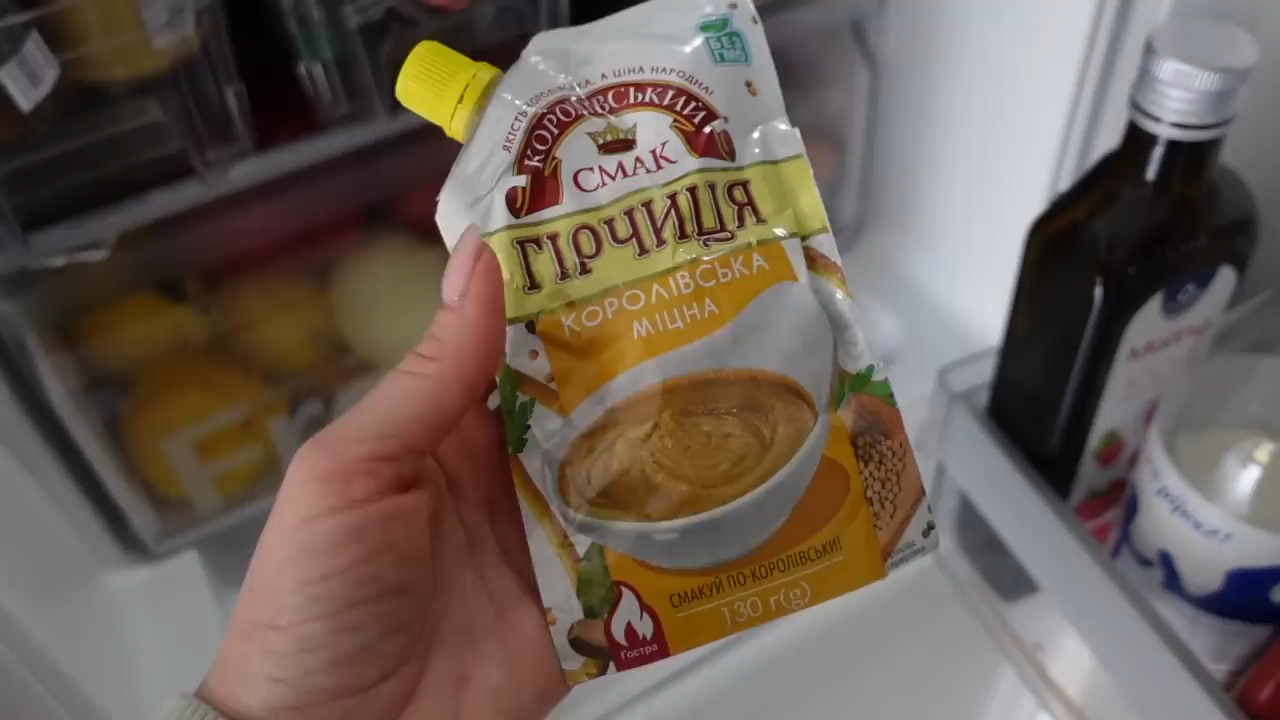 БЕЗ
ГМО
ЯКІСТЬ КОРОЛІВСЬКА, А ЦІНА НАРОДНА!
КОРОЛІВСЬКИЙ
СМАК
ГІРЧИЦЯ
КОРОЛІВСЬКА
МІЦНА
СМАКУЙ ПО-КОРОЛІВСЬКИ!
130 г(g)
Гостра